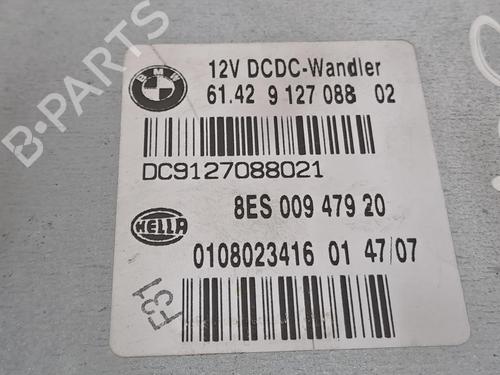 BMW
12V DCDC-Wandler
61.42 9 127 088 02
DC9127088021
8ES 009 479 20
HELLA
0108023416 01 47/07
F31
B-PARTS